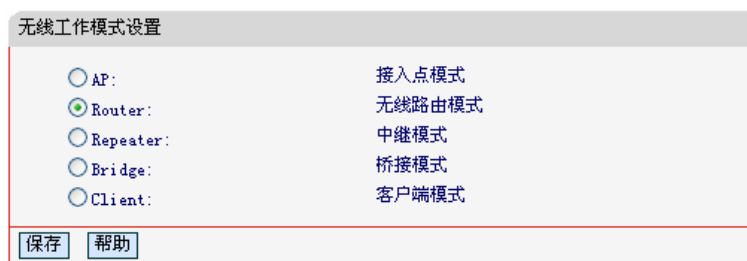 无线工作模式设置
AP: 接入点模式
Router: 无线路由模式
Repeater: 中继模式
Bridge: 桥接模式
Client: 客户端模式
保存 帮助